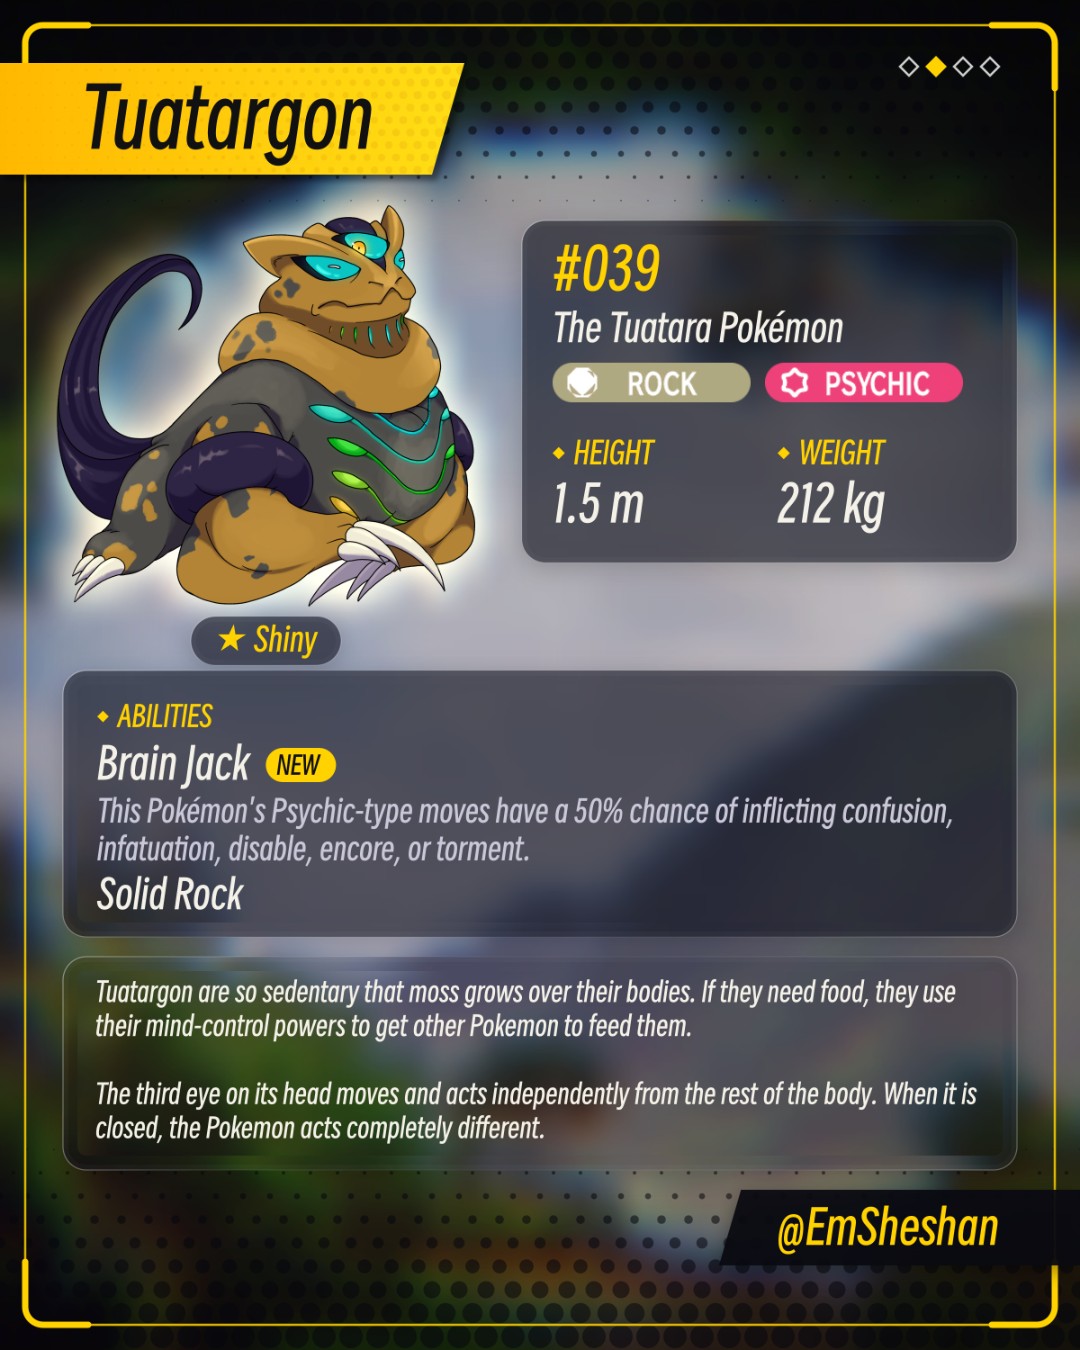 Tuatargon
#039
The Tuatara Pokémon
ROCK PSYCHIC
HEIGHT WEIGHT
1.5 m 212 kg
★ Shiny
ABILITIES
Brain Jack NEW
This Pokémon's Psychic-type moves have a 50% chance of inflicting confusion,
infatuation, disable, encore, or torment.
Solid Rock
Tuatargon are so sedentary that moss grows over their bodies. If they need food, they use
their mind-control powers to get other Pokemon to feed them.
The third eye on its head moves and acts independently from the rest of the body. When it is
closed, the Pokemon acts completely different.
@EmSheshan